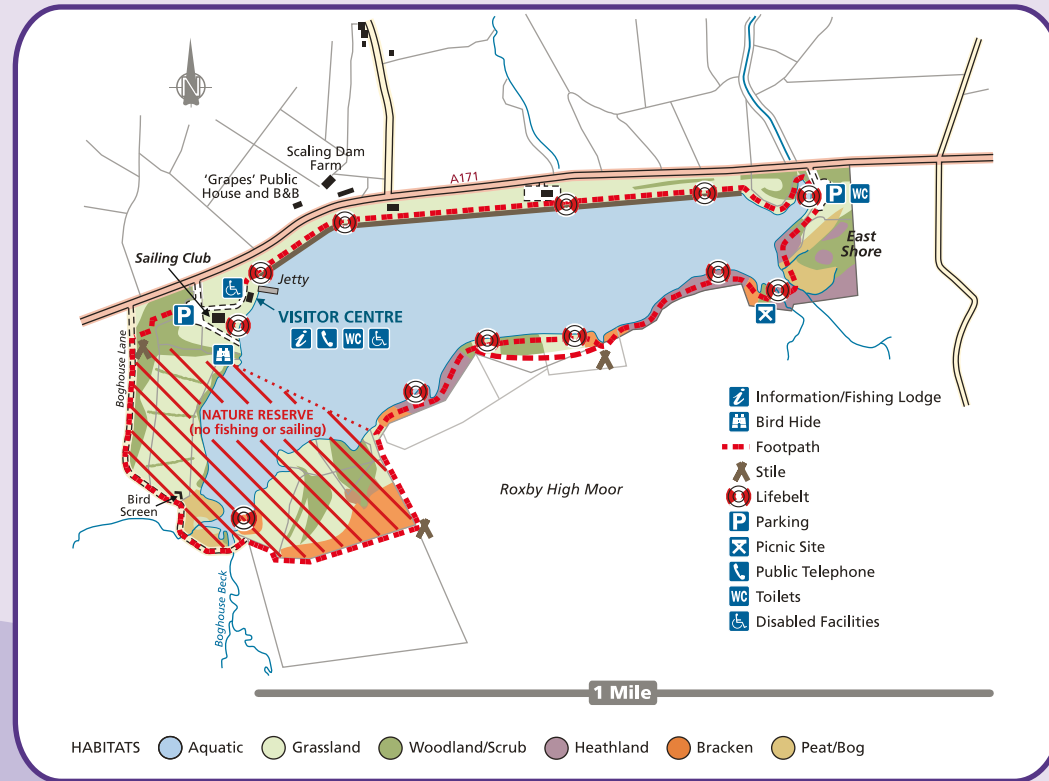 N
Scaling Dam
Farm
'Grapes' Public
House and B&B
A171
P
WC
East
Shore
Sailing Club
Jetty
P
VISITOR CENTRE
i
WC
Boghouse Lane
NATURE RESERVE
(no fishing or sailing)
Bird
Screen
Roxby High Moor
Boghouse Beck
i Information/Fishing Lodge
Bird Hide
Footpath
Stile
Lifebelt
P Parking
Picnic Site
Public Telephone
WC Toilets
Disabled Facilities
1 Mile
HABITATS Aquatic Grassland Woodland/Scrub Heathland Bracken Peat/Bog